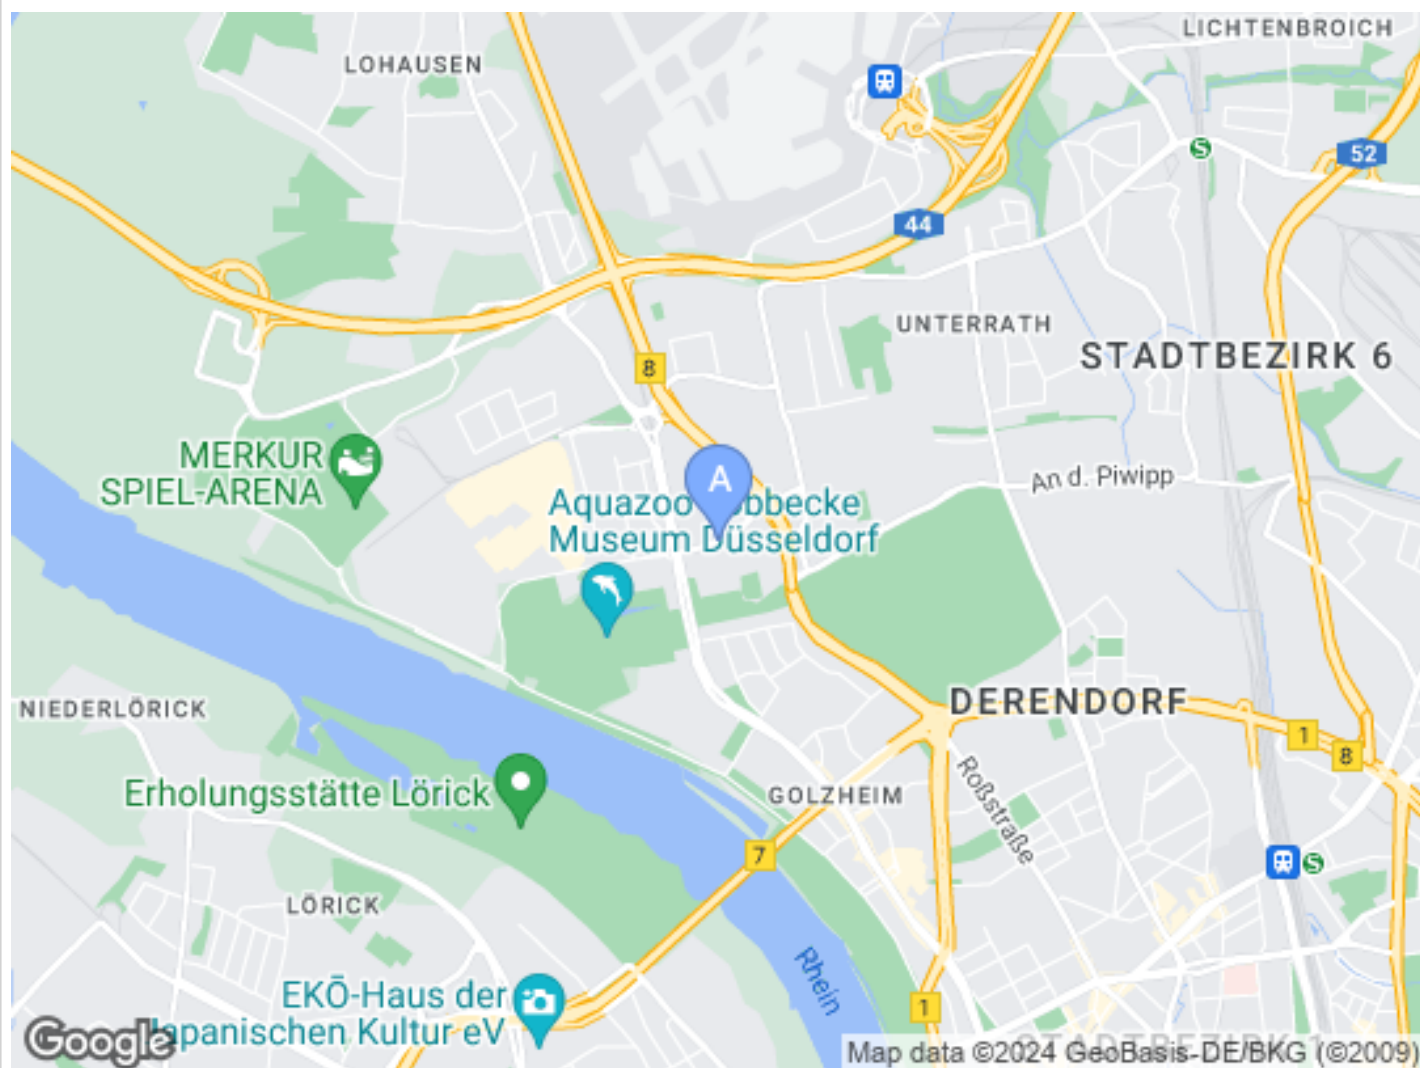 LICHTENBROICH
LOHAUSEN
52
44
UNTERRATH
STADTBEZIRK 6
8
MERKUR
SPIEL-ARENA
An d. Piwipp
A
Aquazoo
Museum Düsseldorf
NIEDERLÖRICK
DERENDORF
1
8
Erholungsstätte Lörick
GOLZHEIM
Roßstraße
7
S
S
LÖRICK
Rhein
EKŌ-Haus der
Japanischen Kultur eV
1
Google
Map data ©2024 GeoBasis-DE/BKG (©2009)